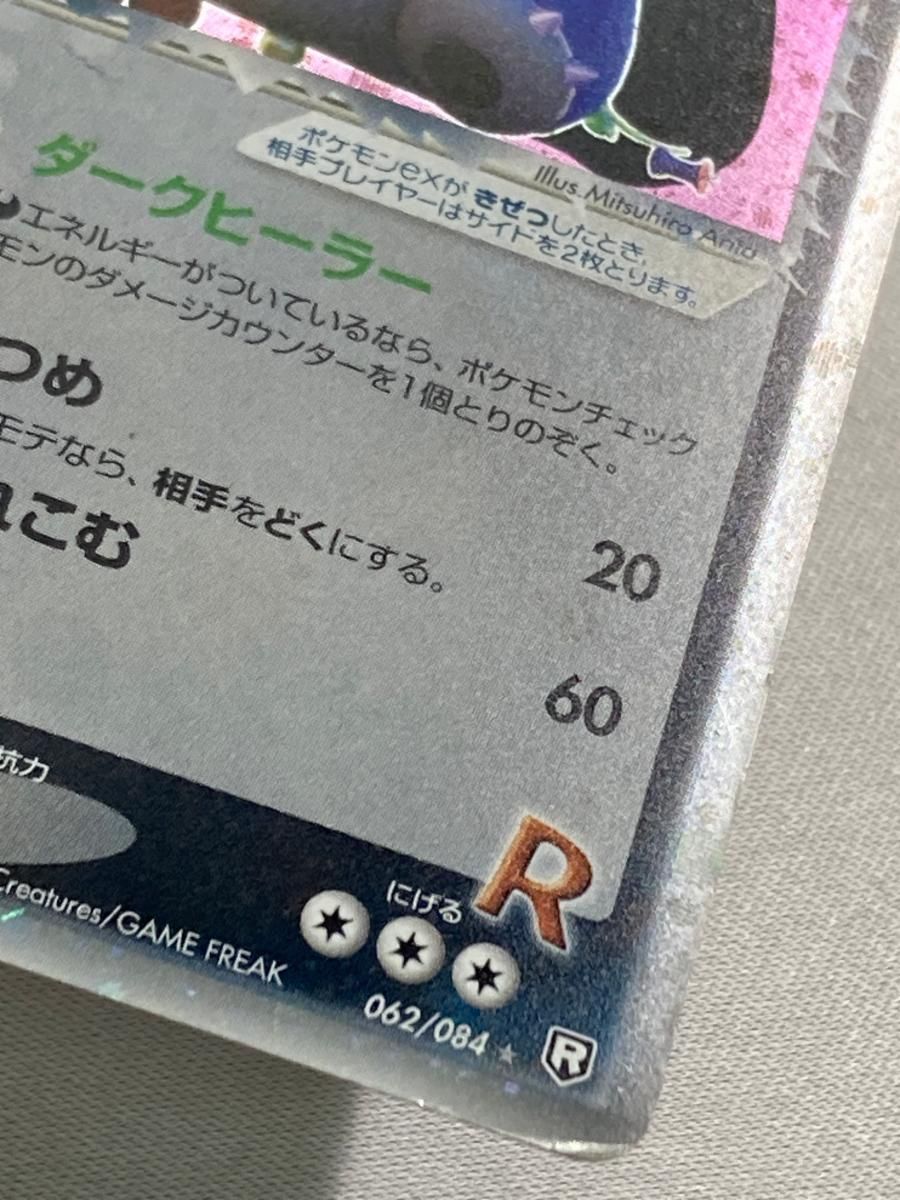 Illus. Mitsuhiro Arita
ポケモンexが きぜつしたとき、
相手プレイヤーはサイドを2枚とります。
ダークヒーラー
エネルギーがついているなら、ポケモンチェック
モンのダメージカウンターを1個とりのぞく。
つめ
20
モテなら、相手をどくにする。
れこむ
60
抗力
R
にげる
Creatures/GAME FREAK
062/084 ★
R